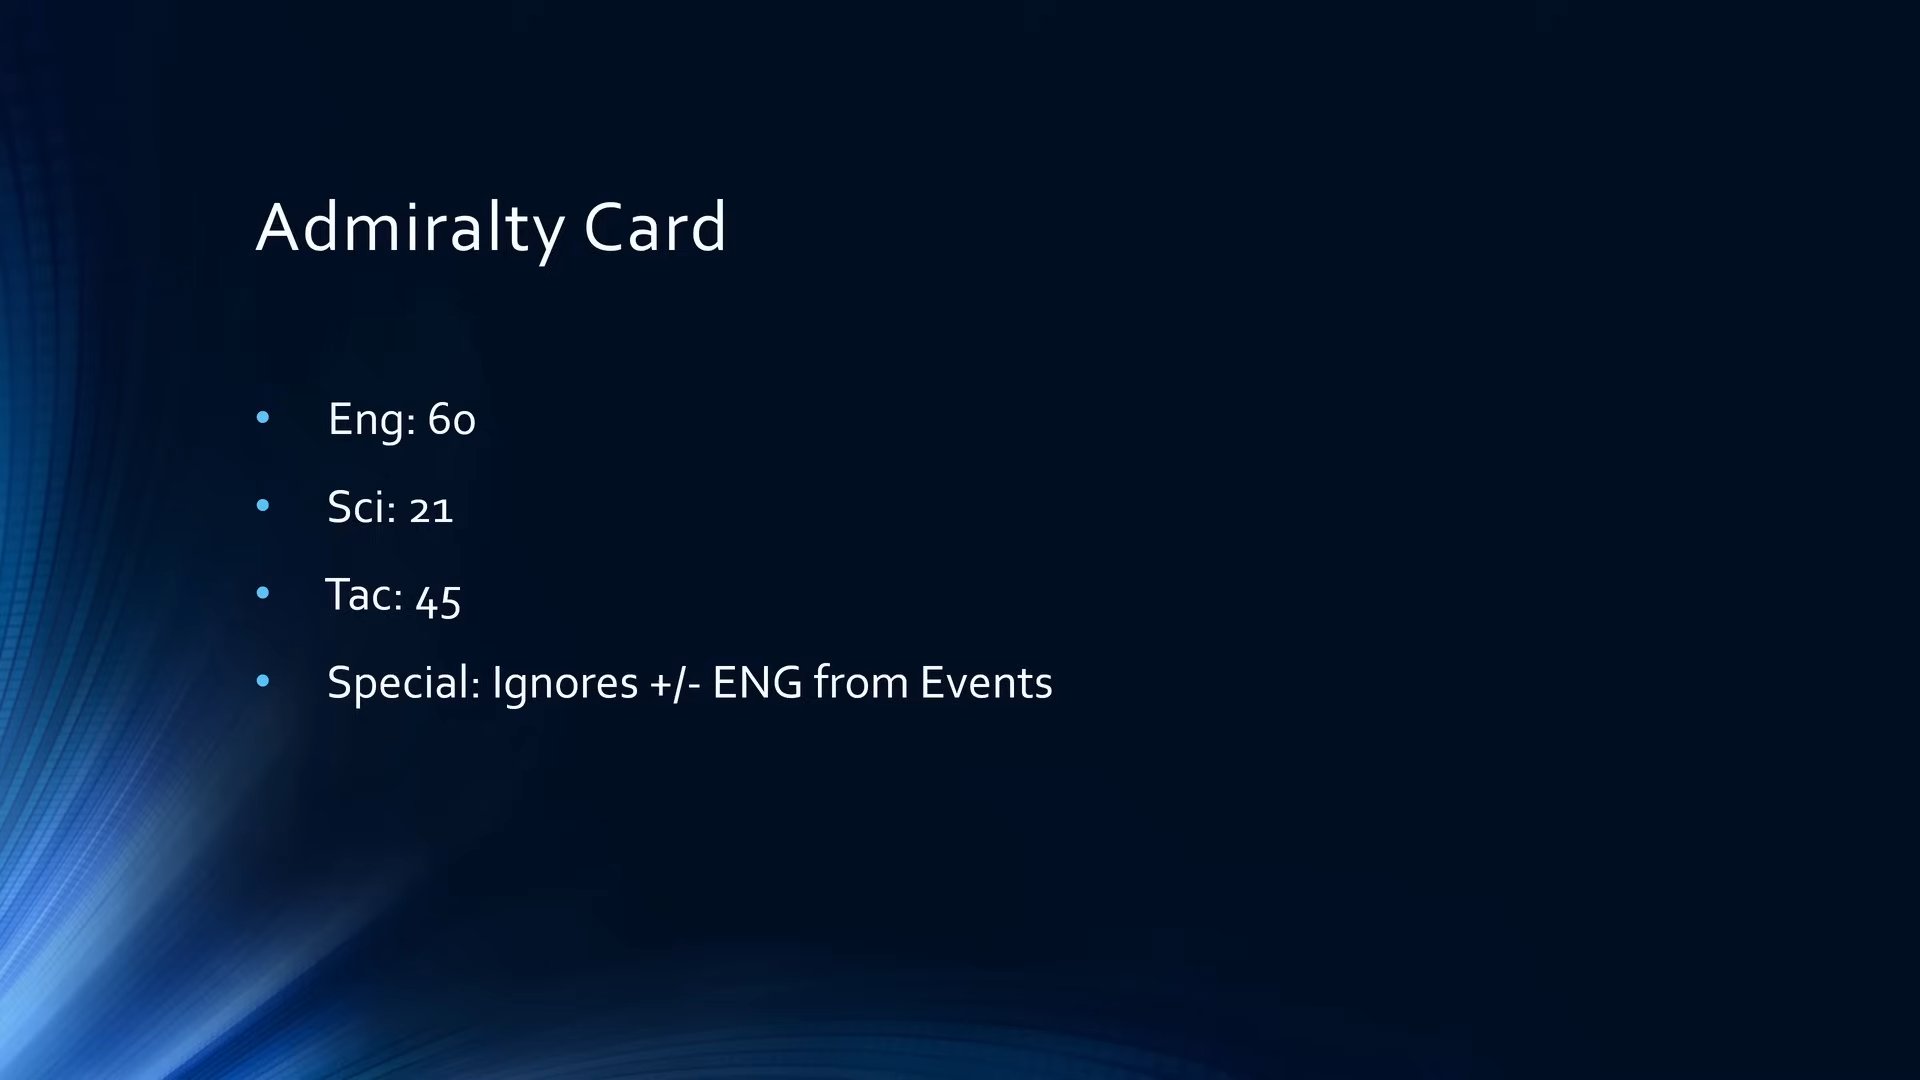 Admiralty Card
• Eng: 60
• Sci: 21
• Tac: 45
• Special: Ignores +/- ENG from Events